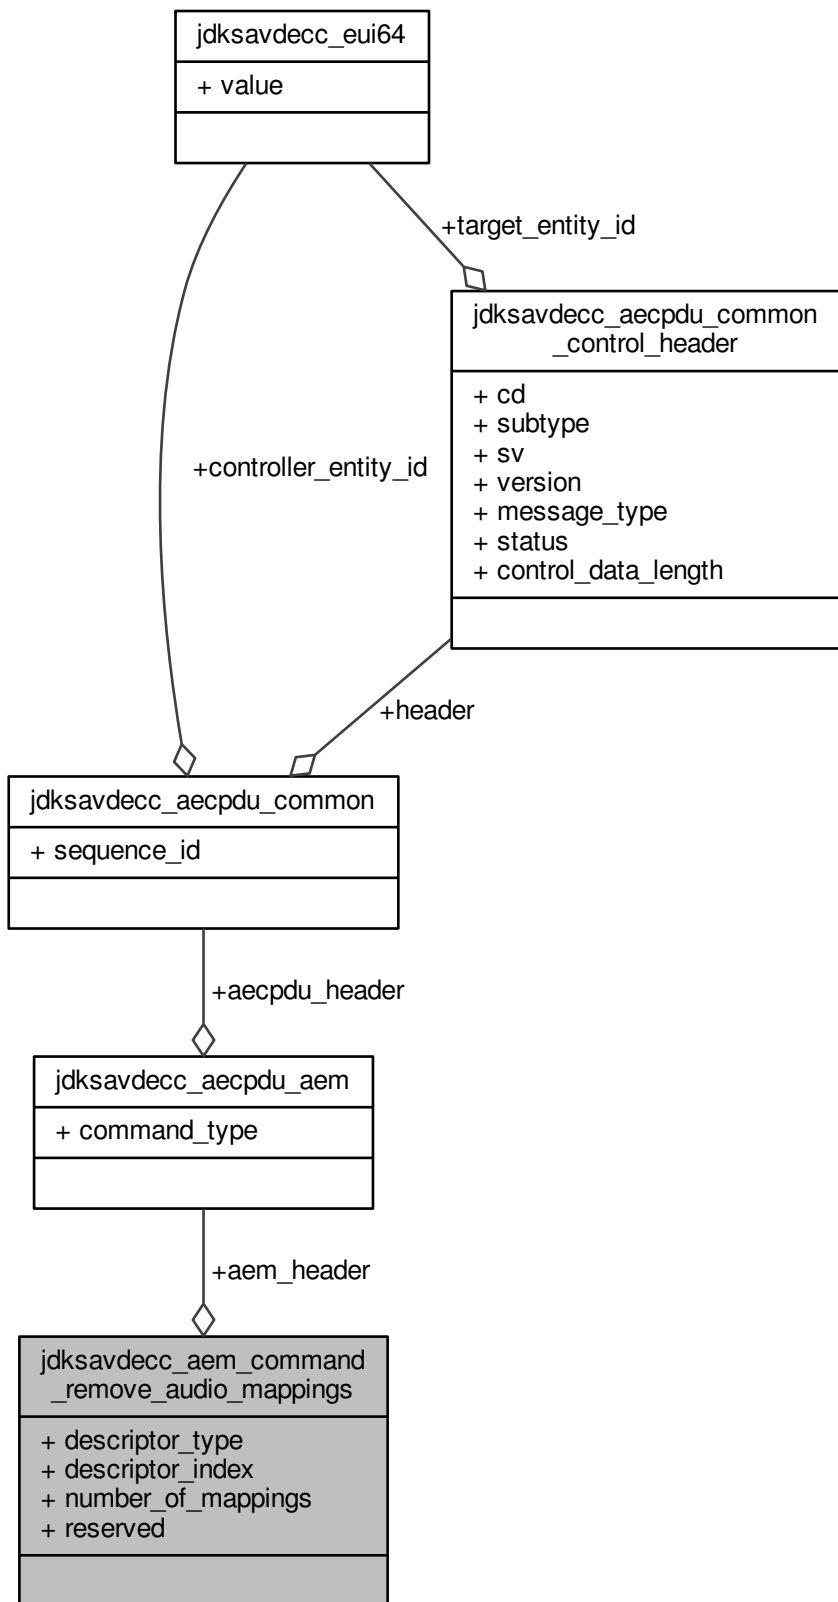 jdksavdecc_eui64
+ value
+target_entity_id
jdksavdecc_aecpdu_common
_control_header
+ cd
+ subtype
+ sv
+ version
+ message_type
+ status
+ control_data_length
+controller_entity_id
+header
jdksavdecc_aecpdu_common
+ sequence_id
+aecpdu_header
jdksavdecc_aecpdu_aem
+ command_type
+aem_header
jdksavdecc_aem_command
_remove_audio_mappings
+ descriptor_type
+ descriptor_index
+ number_of_mappings
+ reserved